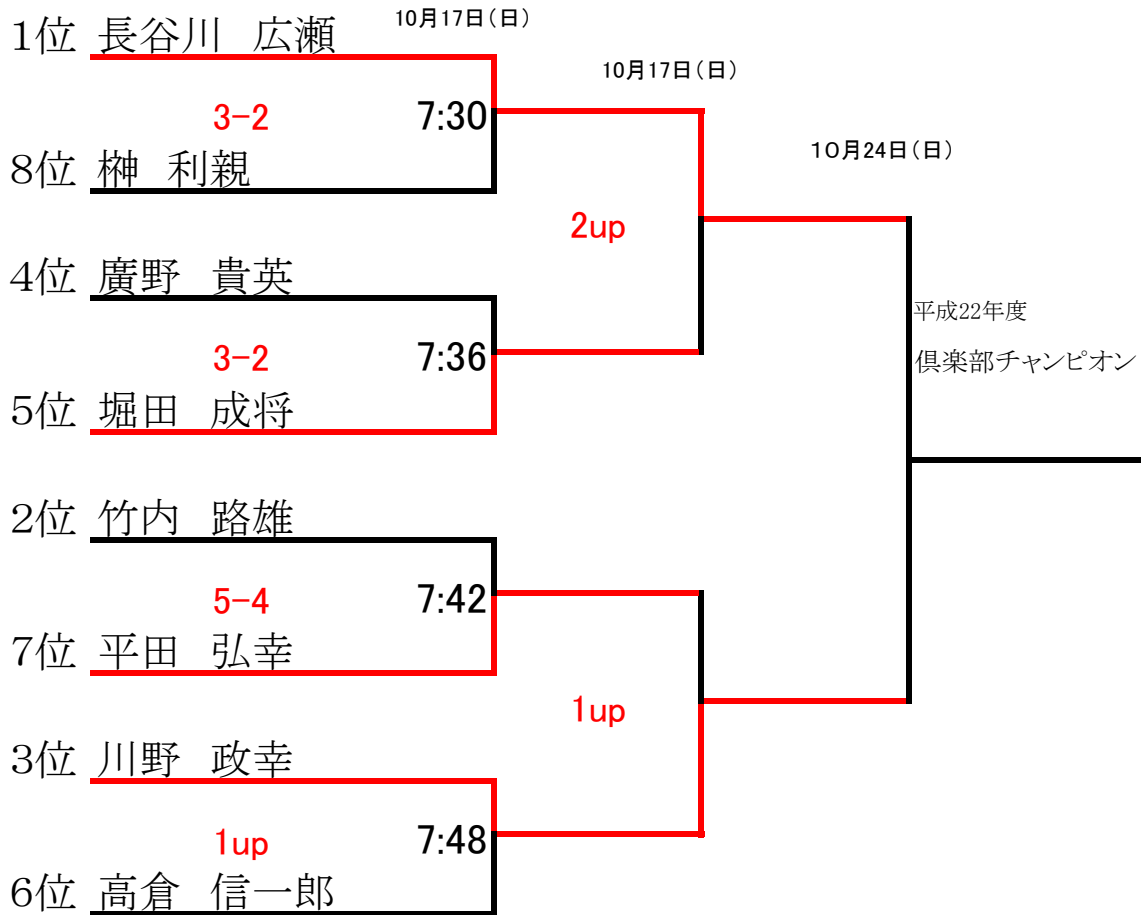 10月17日(日)
1位 長谷川 広瀬
10月17日(日)
3-2 7:30
10月24日(日)
8位 榊 利親
2up
4位 廣野 貴英
平成22年度
3-2 7:36
倶楽部チャンピオン
5位 堀田 成将
2位 竹内 路雄
5-4 7:42
7位 平田 弘幸
1up
3位 川野 政幸
1up 7:48
6位 高倉 信一郎